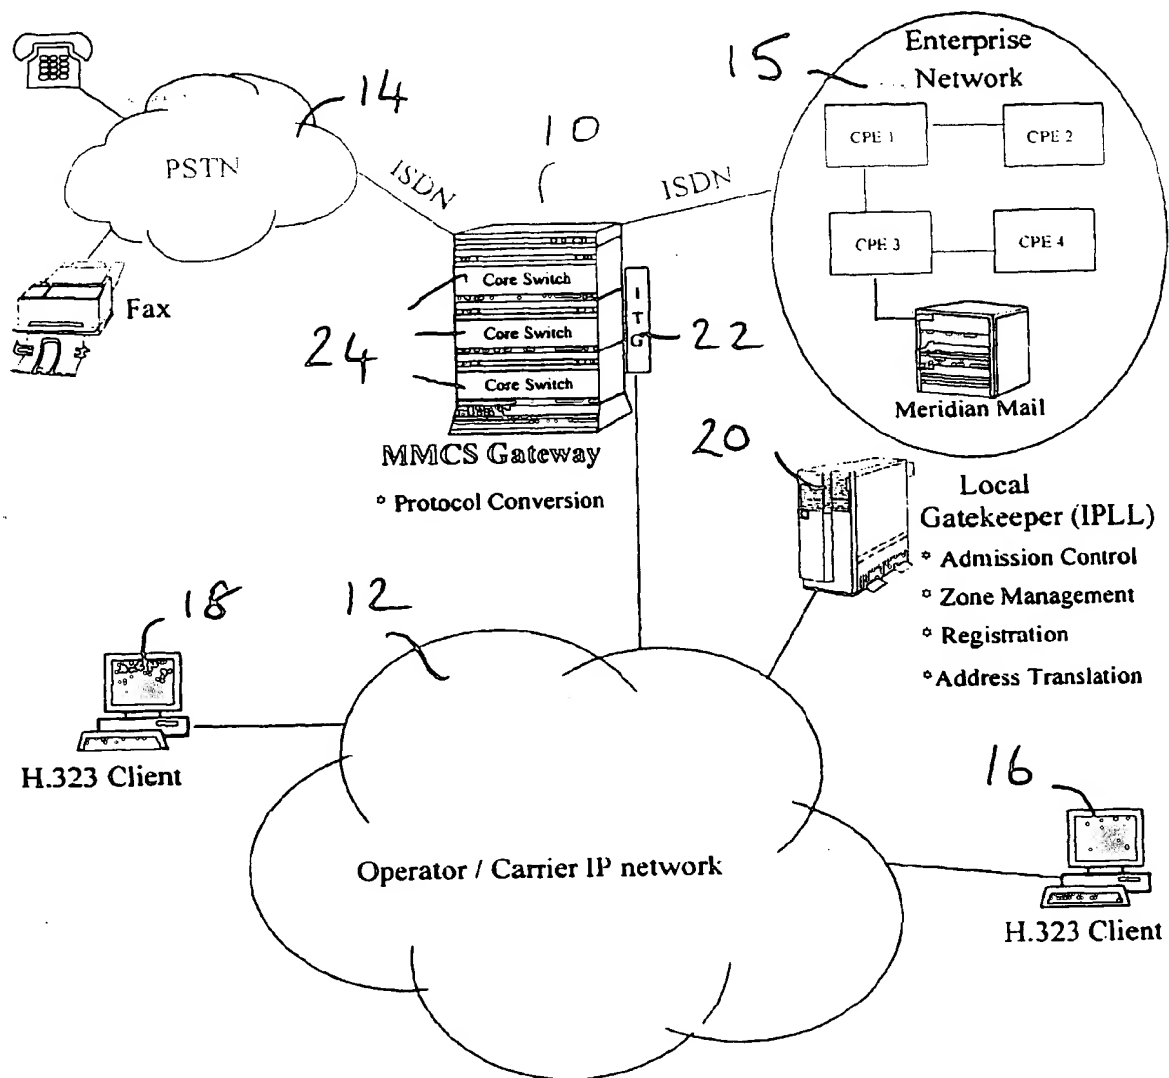 14
PSTN
Fax
ISDN
10
ISDN
Core Switch
Core Switch
Core Switch
24
I
T
G
22
MMCS Gateway
* Protocol Conversion
15
Enterprise
Network
CPE 1
CPE 2
CPE 3
CPE 4
Meridian Mail
20
Local
Gatekeeper (IPLL)
* Admission Control
* Zone Management
* Registration
* Address Translation
18
H.323 Client
12
Operator / Carrier IP network
16
H.323 Client